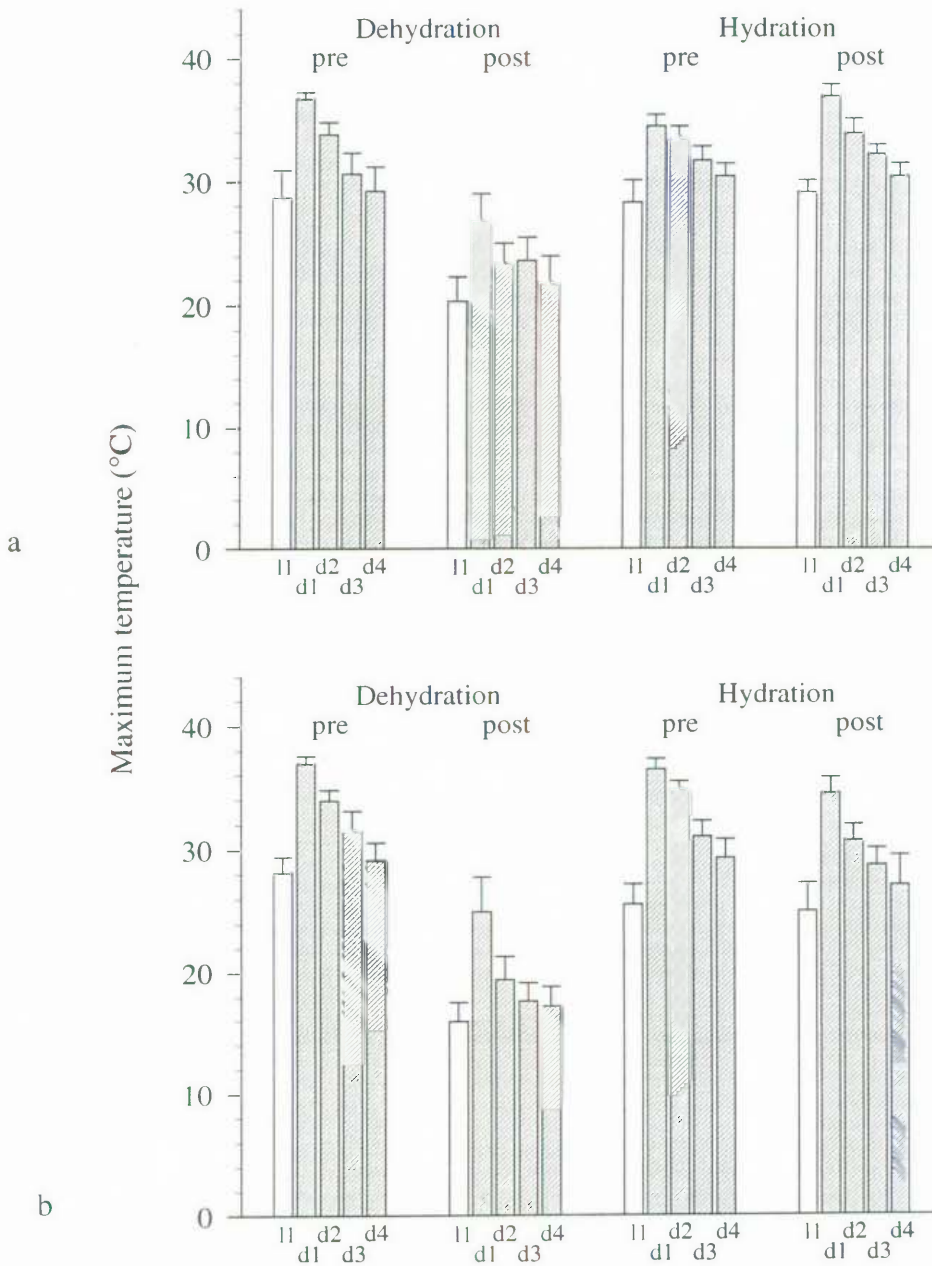 Dehydration Hydration
pre post pre post
40
30
20
10
0
l1 d2 d4 l1 d2 d4 l1 d2 d4 l1 d2 d4
d1 d3 d1 d3 d1 d3 d1 d3
a
Maximum temperature (°C)
Dehydration Hydration
pre post pre post
40
30
20
10
0
l1 d2 d4 l1 d2 d4 l1 d2 d4 l1 d2 d4
d1 d3 d1 d3 d1 d3 d1 d3
b